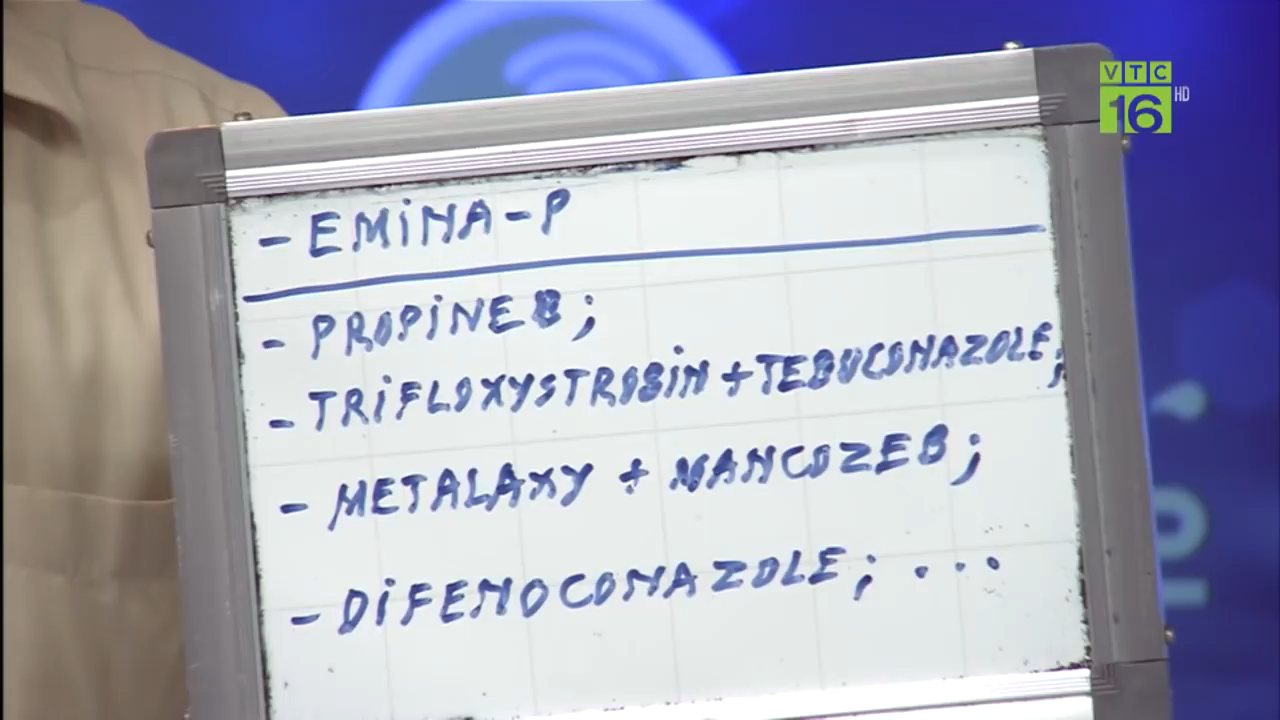 VTC
16 HD
- EMiNA-P
- PROPiNEB;
- TRiFLOXYSTROBiN + TEBUCONAZOLE;
- METALAXY + MANCOZEB;
- DiFENOCONAZOLE; ...